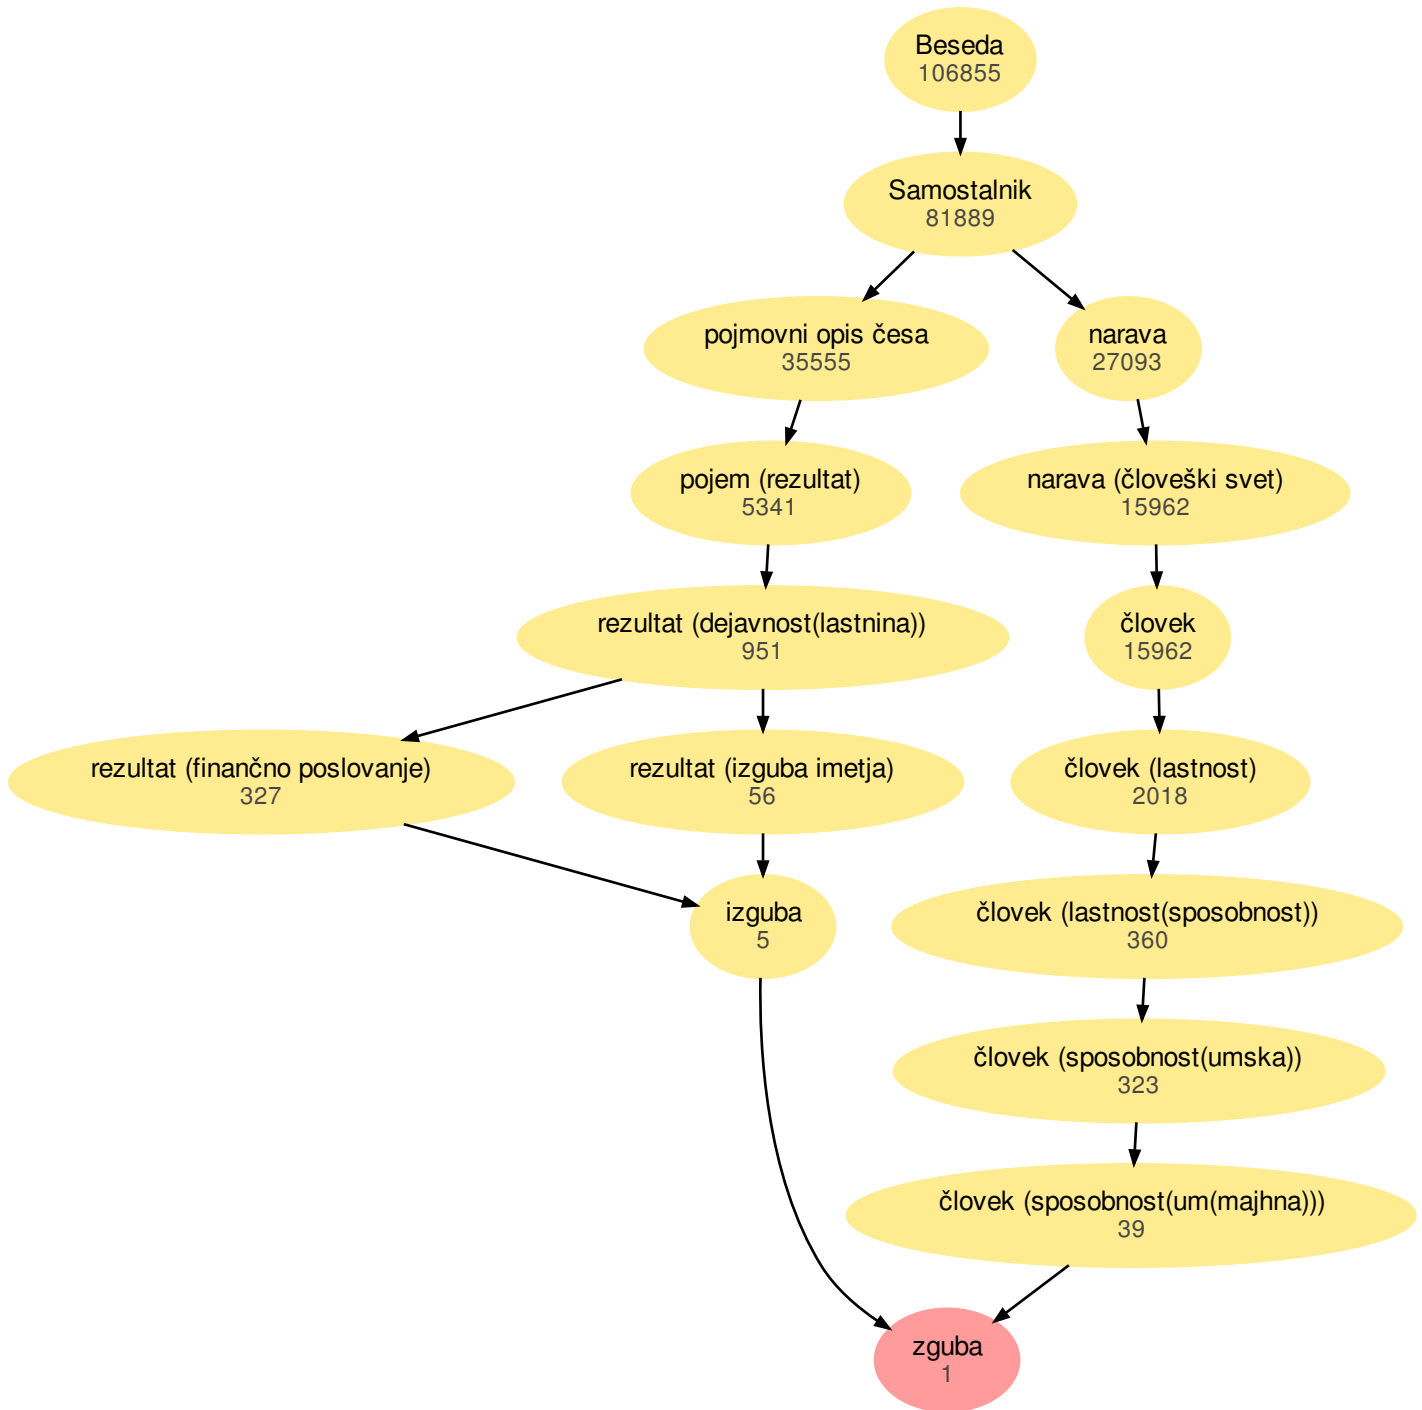 Beseda
106855
Samostalnik
81889
pojmovni opis česa
35555
narava
27093
pojem (rezultat)
5341
narava (človeški svet)
15962
rezultat (dejavnost(lastnina))
951
človek
15962
rezultat (finančno poslovanje)
327
rezultat (izguba imetja)
56
človek (lastnost)
2018
izguba
5
človek (lastnost(sposobnost))
360
človek (sposobnost(umska))
323
človek (sposobnost(um(majhna)))
39
zguba
1